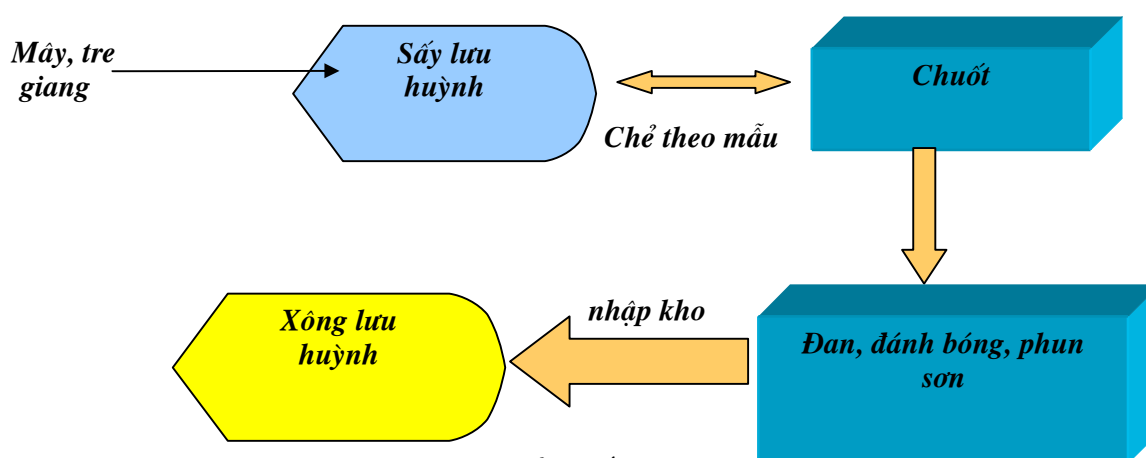 Mây, tre
giang
Sấy lưu
huỳnh
Chẻ theo mẫu
Chuốt
Xông lưu
huỳnh
nhập kho
Đan, đánh bóng, phun
sơn